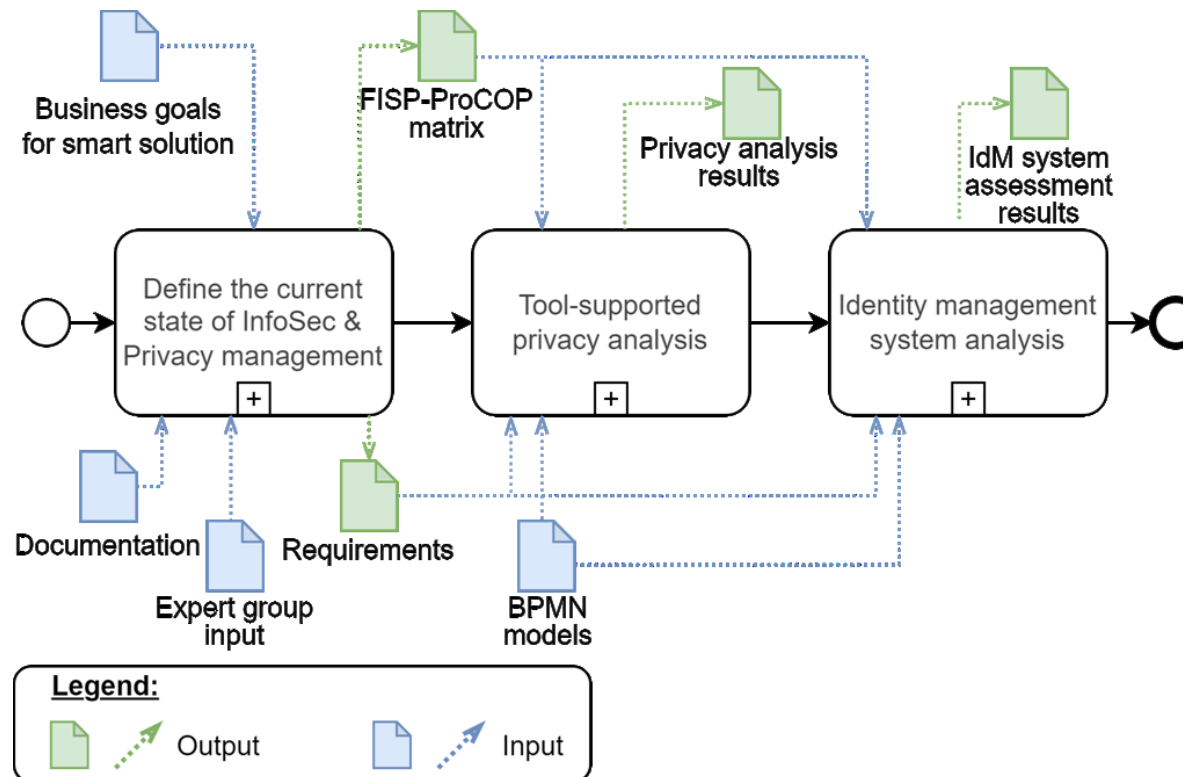 Business goals
for smart solution
FISP-ProCOP
matrix
Privacy analysis
results
IdM system
assessment
results
Define the current
state of InfoSec &
Privacy management
+
Tool-supported
privacy analysis
+
Identity management
system analysis
+
Documentation
Expert group
input
Requirements
BPMN
models
Legend:
Output
Input